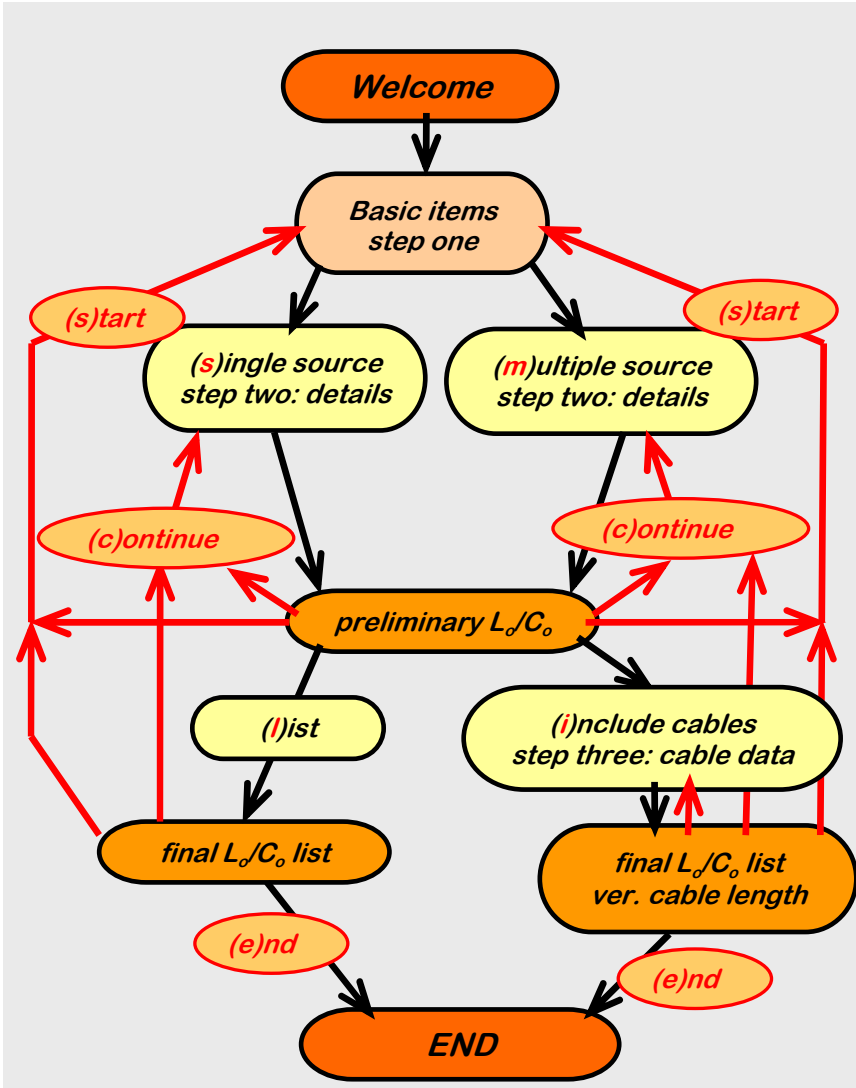 Welcome
Basic items
step one
(s)tart
(s)tart
(s)ingle source
step two: details
(m)ultiple source
step two: details
(c)ontinue
(c)ontinue
preliminary Lₒ/Cₒ
(l)ist
(i)nclude cables
step three: cable data
final Lₒ/Cₒ list
final Lₒ/Cₒ list
ver. cable length
(e)nd
(e)nd
END